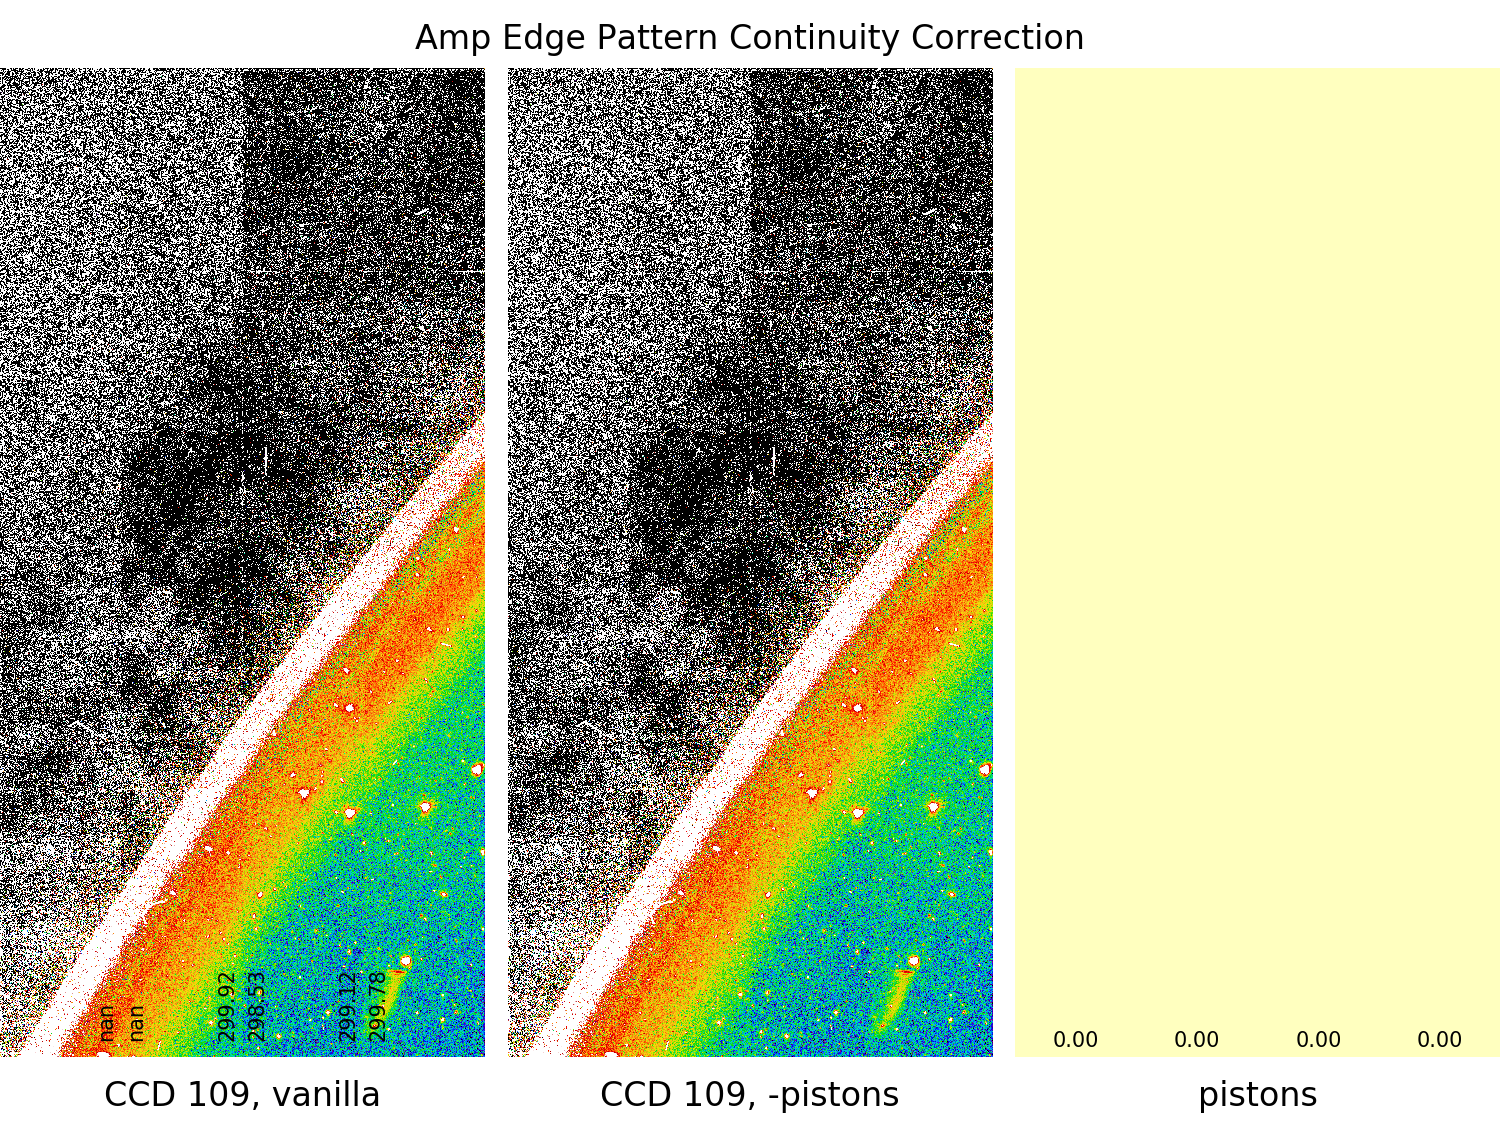 Amp Edge Pattern Continuity Correction
nan
nan
299.92
298.53
299.12
299.78
0.00 0.00 0.00 0.00
CCD 109, vanilla
CCD 109, -pistons
pistons